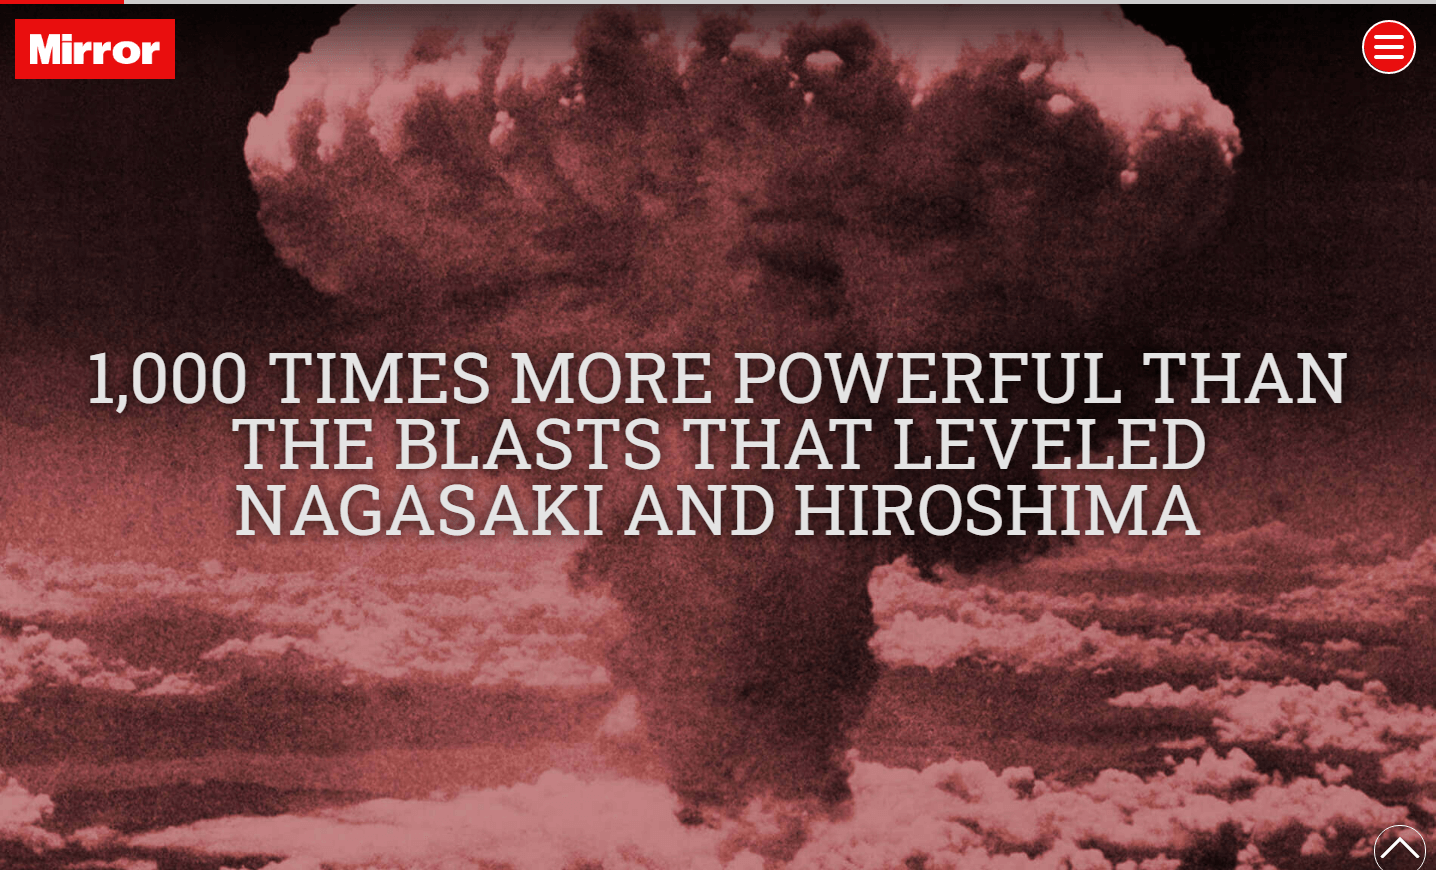 Mirror
1,000 TIMES MORE POWERFUL THAN
THE BLASTS THAT LEVELED
NAGASAKI AND HIROSHIMA